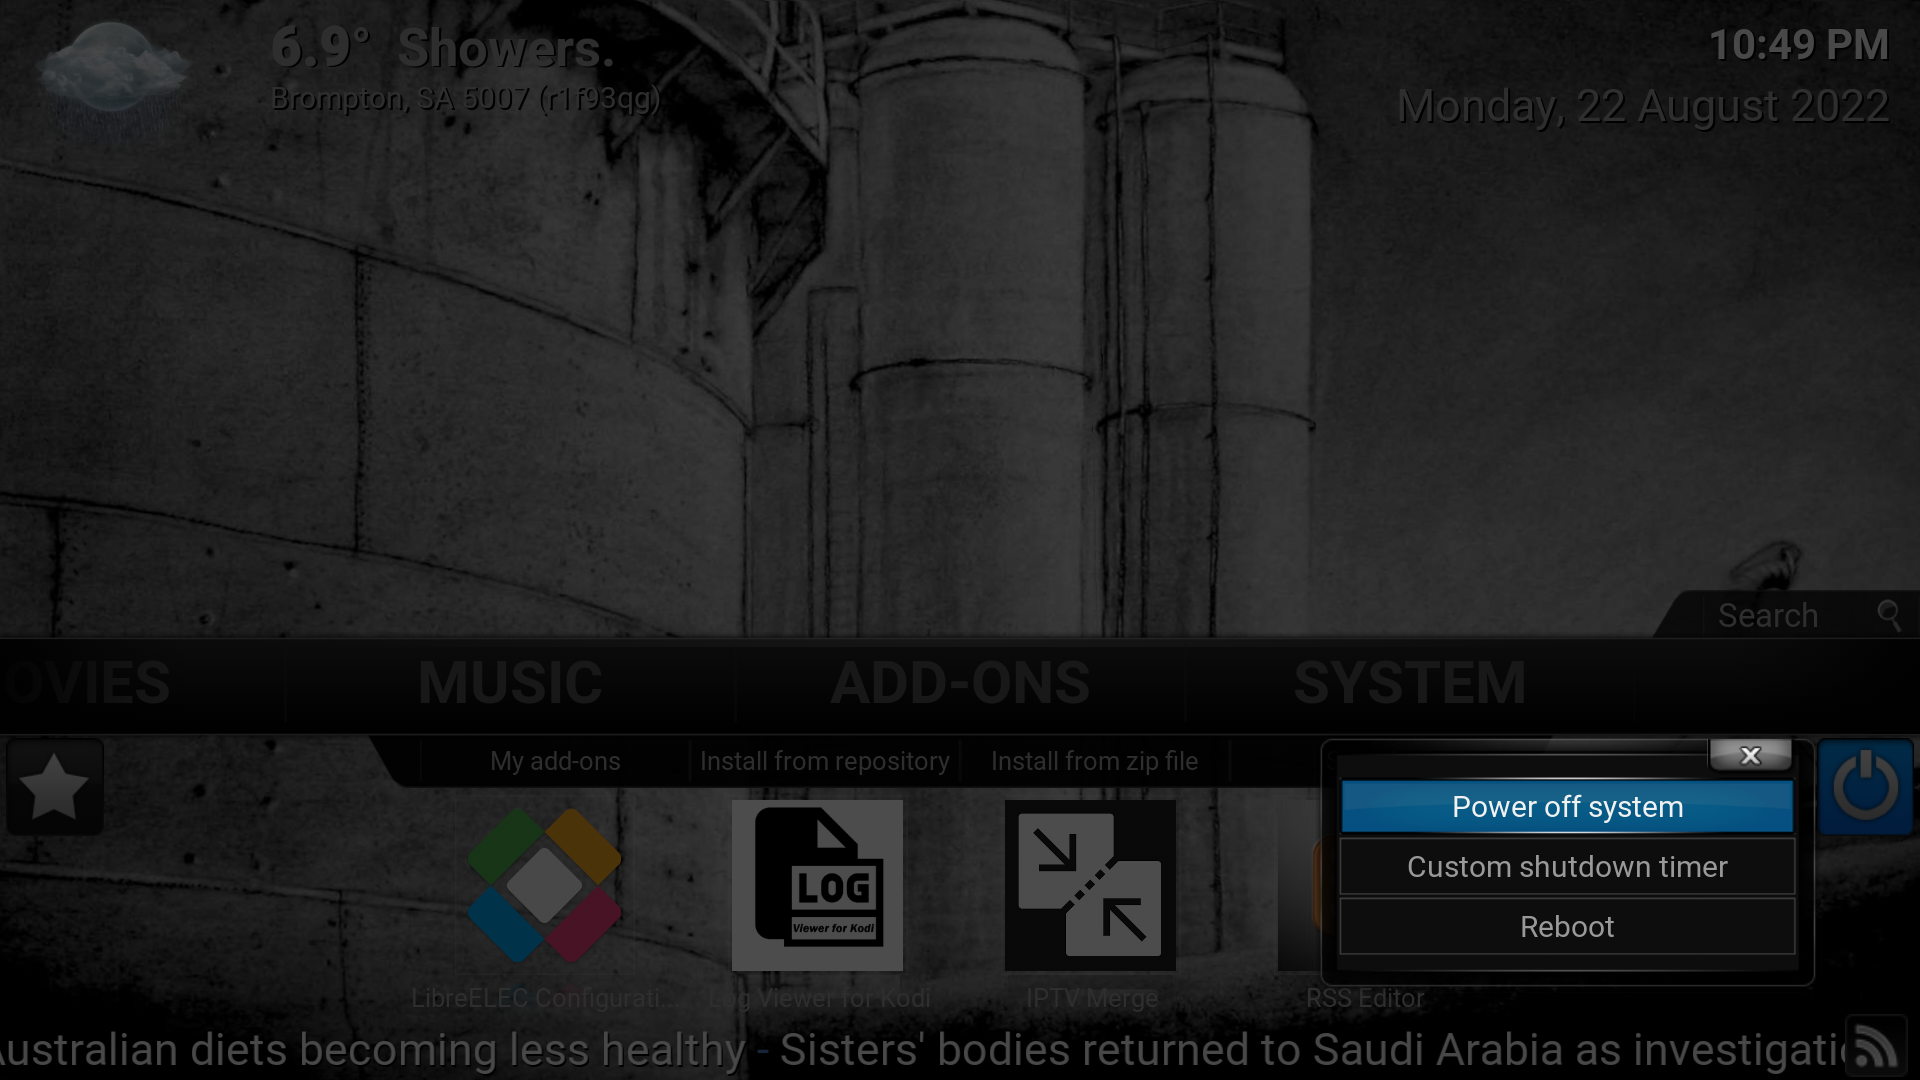 6.9° Showers.
Brompton, SA 5007 (r1f93qg)
10:49 PM
Monday, 22 August 2022
Search
OVIES
MUSIC
ADD-ONS
SYSTEM
My add-ons
Install from repository
Install from zip file
x
Power off system
Custom shutdown timer
Reboot
LOG
Viewer for Kodi
LibreELEC Configurati...
Log Viewer for Kodi
IPTV Merge
RSS Editor
Australian diets becoming less healthy - Sisters' bodies returned to Saudi Arabia as investigatio